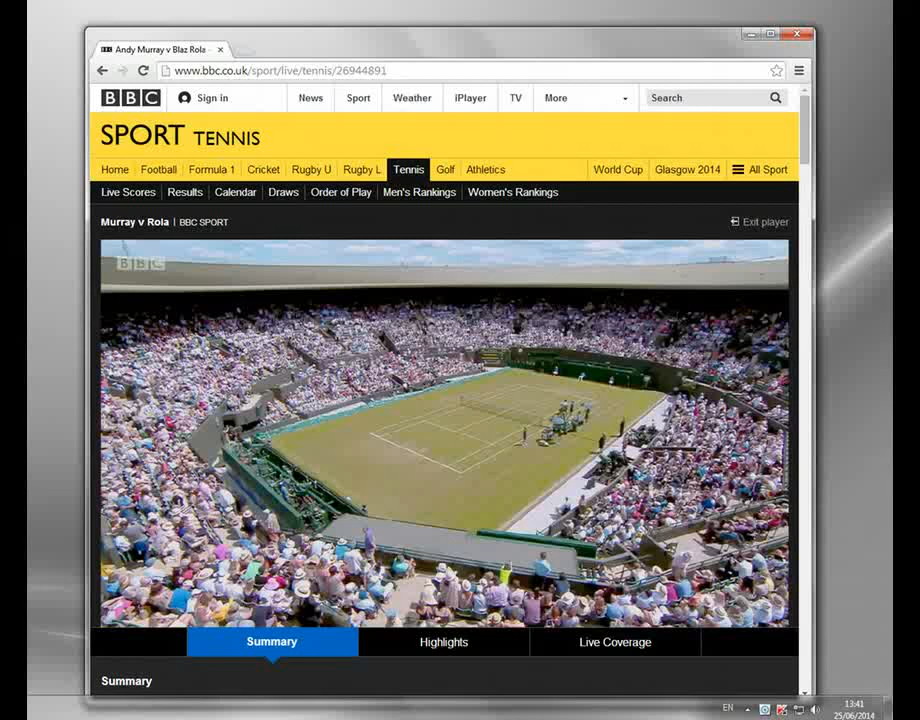 BBC Andy Murray v Blaz Rola
www.bbc.co.uk/sport/live/tennis/26944891
BBC Sign in News Sport Weather iPlayer TV More Search
SPORT TENNIS
Home Football Formula 1 Cricket Rugby U Rugby L Tennis Golf Athletics World Cup Glasgow 2014 All Sport
Live Scores Results Calendar Draws Order of Play Men's Rankings Women's Rankings
Murray v Rola | BBC SPORT Exit player
BBC
Summary Highlights Live Coverage
Summary
EN 13:41
25/06/2014